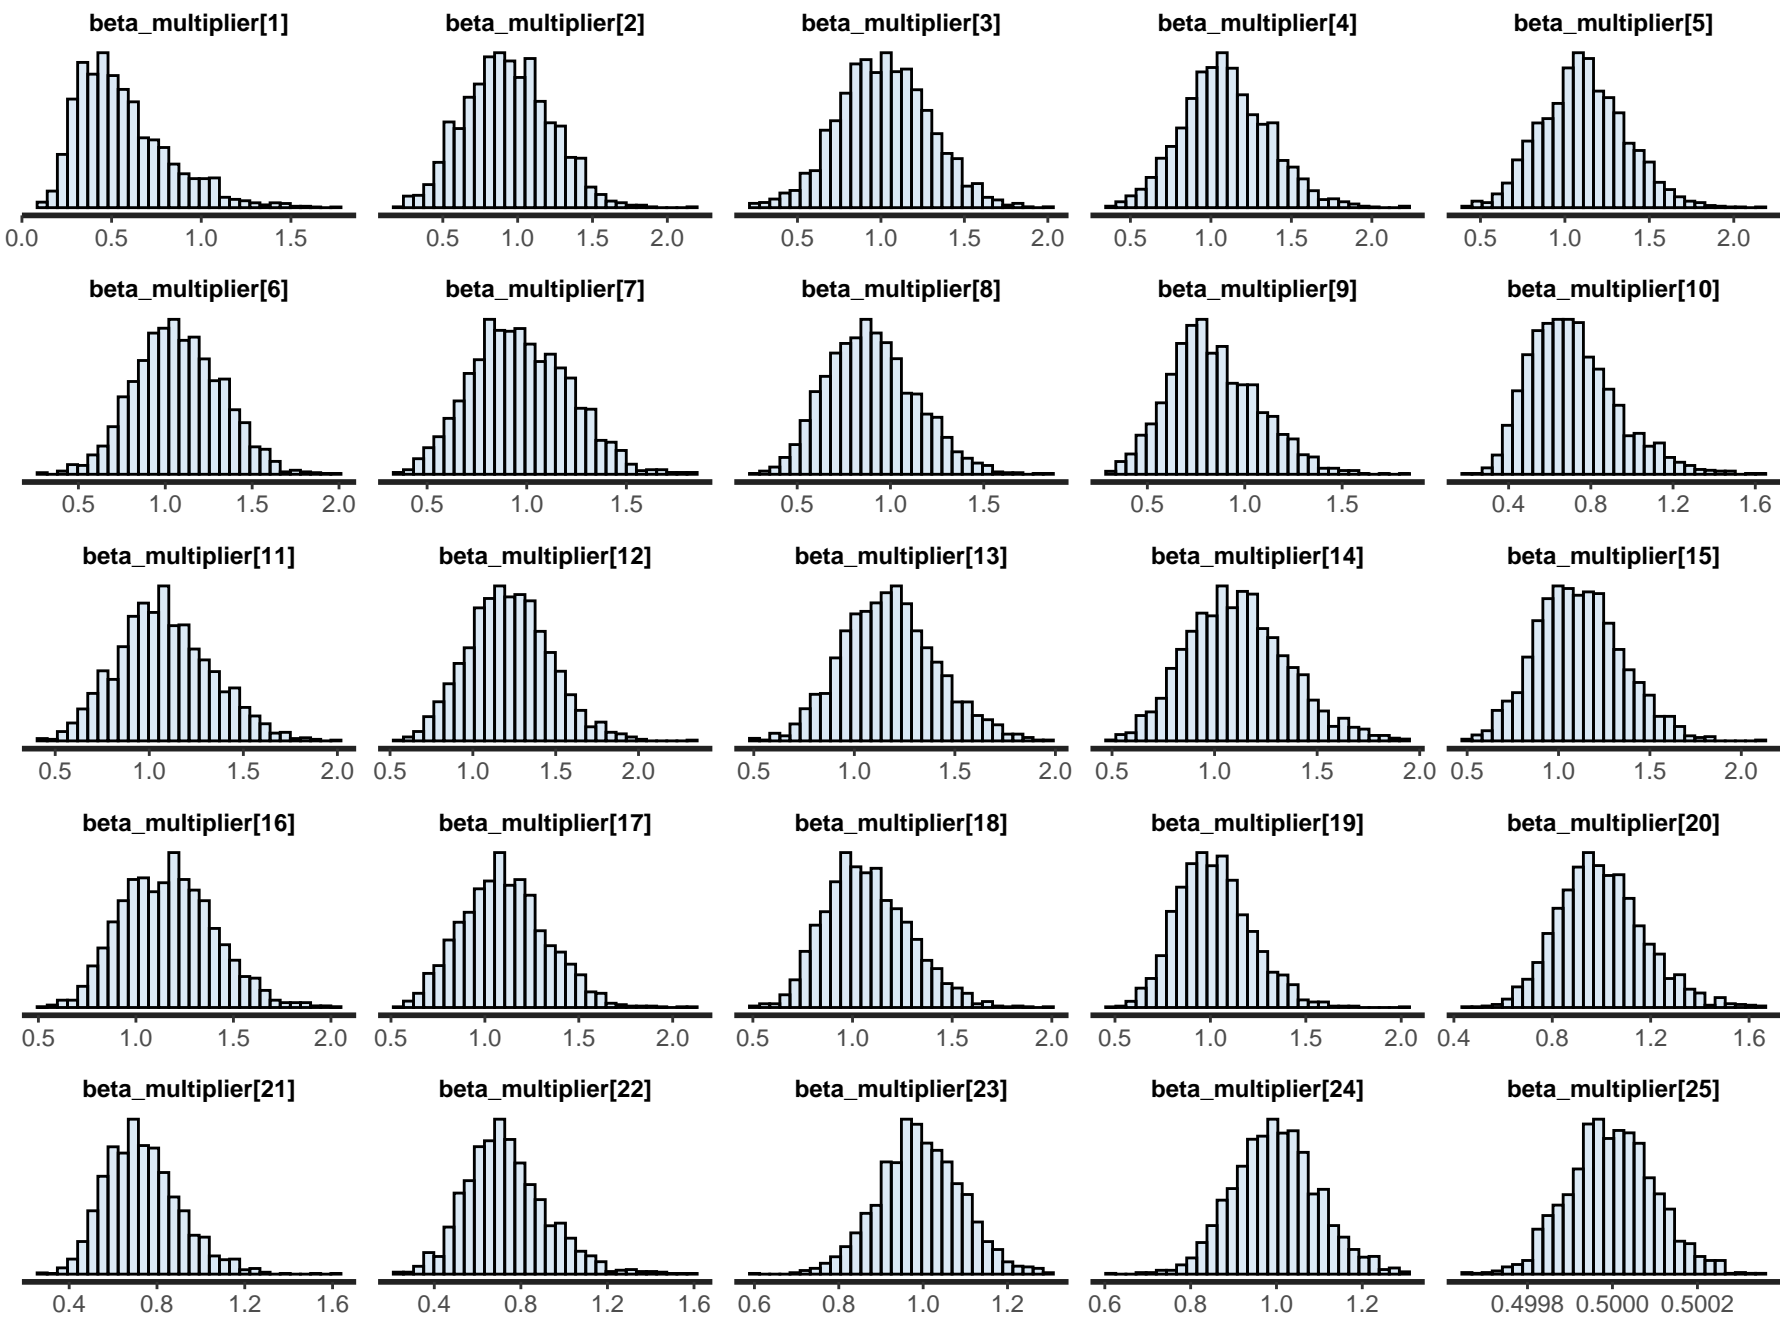 beta_multiplier[1] beta_multiplier[2] beta_multiplier[3] beta_multiplier[4] beta_multiplier[5]
0.0 0.5 1.0 1.5 0.5 1.0 1.5 2.0 0.5 1.0 1.5 2.0 0.5 1.0 1.5 2.0 0.5 1.0 1.5 2.0
beta_multiplier[6] beta_multiplier[7] beta_multiplier[8] beta_multiplier[9] beta_multiplier[10]
0.5 1.0 1.5 2.0 0.5 1.0 1.5 0.5 1.0 1.5 0.5 1.0 1.5 0.4 0.8 1.2 1.6
beta_multiplier[11] beta_multiplier[12] beta_multiplier[13] beta_multiplier[14] beta_multiplier[15]
0.5 1.0 1.5 2.0 0.5 1.0 1.5 2.0 0.5 1.0 1.5 2.0 0.5 1.0 1.5 2.0 0.5 1.0 1.5 2.0
beta_multiplier[16] beta_multiplier[17] beta_multiplier[18] beta_multiplier[19] beta_multiplier[20]
0.5 1.0 1.5 2.0 0.5 1.0 1.5 2.0 0.5 1.0 1.5 2.0 0.5 1.0 1.5 2.0 0.4 0.8 1.2 1.6
beta_multiplier[21] beta_multiplier[22] beta_multiplier[23] beta_multiplier[24] beta_multiplier[25]
0.4 0.8 1.2 1.6 0.4 0.8 1.2 1.6 0.6 0.8 1.0 1.2 0.6 0.8 1.0 1.2 0.4998 0.5000 0.5002